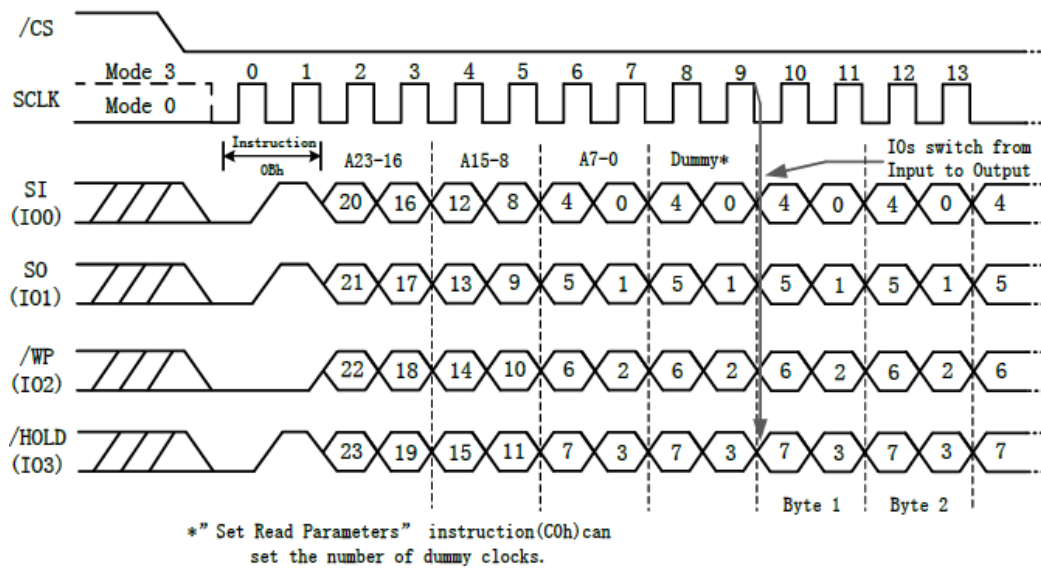 /CS
Mode 3
Mode 0
SCLK
0 1 2 3 4 5 6 7 8 9 10 11 12 13
Instruction
0Bh
A23-16 A15-8 A7-0 Dummy*
IOs switch from
Input to Output
SI
(IO0)
20 16 12 8 4 0 4 0 4 0 4 0 4
SO
(IO1)
21 17 13 9 5 1 5 1 5 1 5 1 5
/WP
(IO2)
22 18 14 10 6 2 6 2 6 2 6 2 6
/HOLD
(IO3)
23 19 15 11 7 3 7 3 7 3 7 3 7
Byte 1 Byte 2
*" Set Read Parameters" instruction(C0h)can
set the number of dummy clocks.